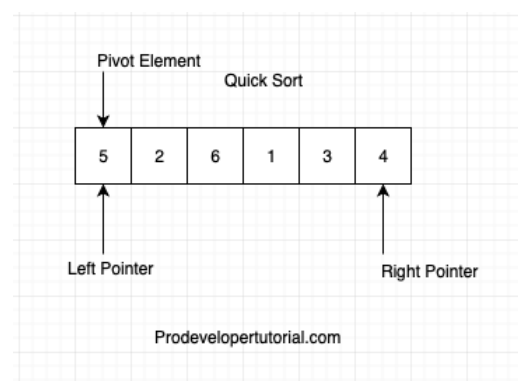 Pivot Element
Quick Sort
5 2 6 1 3 4
Left Pointer
Right Pointer
Prodevelopertutorial.com